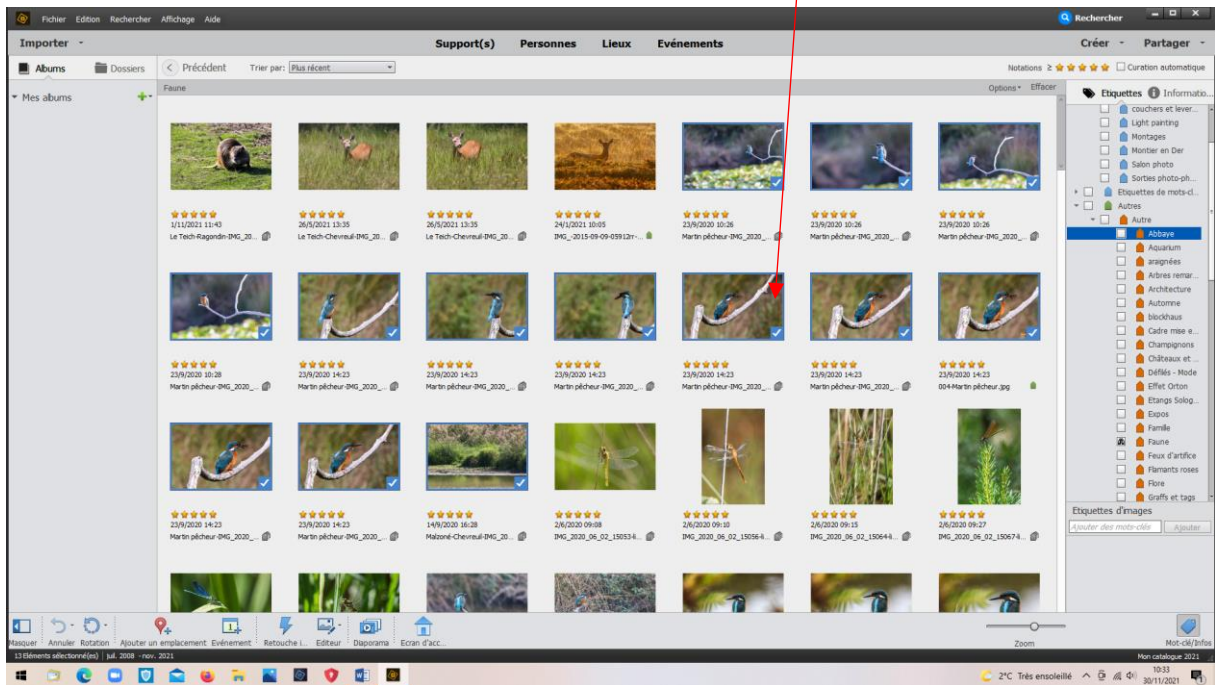 Fichier Edition Rechercher Affichage Aide
Rechercher
Importer
Support(s) Personnes Lieux Evénements
Créer Partager
Albums Dossiers
Précédent Trier par: Plus récent
Notations ≥ Curation automatique
Mes albums
Faune
Options Effacer
Etiquettes Informatio...
couchers et lever...
Light painting
Montages
Montier en Der
Salon photo
Sorties photo-ph...
Etiquettes de mots-cl...
Autres
Autre
Abbaye
Aquarium
araignées
Arbres remar...
Architecture
Automne
blockhaus
Cadre mise e...
Champignons
Châteaux et ...
Défilés - Mode
Effet Orton
Etangs Solog...
Expos
Famille
Faune
Feux d'artifice
Flamants roses
Flore
Graffs et tags
Etiquettes d'images
Ajouter des mots-clés Ajouter
1/11/2021 11:43 26/5/2021 13:35 26/5/2021 13:35 24/1/2021 10:05 23/9/2020 10:26 23/9/2020 10:26 23/9/2020 10:26
Le Teich-Ragondin-IMG_20... Le Teich-Chevreuil-IMG_20... Le Teich-Chevreuil-IMG_20... IMG_-2015-09-09-05912rr-... Martin pêcheur-IMG_2020_... Martin pêcheur-IMG_2020_... Martin pêcheur-IMG_2020_...
23/9/2020 10:28 23/9/2020 14:23 23/9/2020 14:23 23/9/2020 14:23 23/9/2020 14:23 23/9/2020 14:23 23/9/2020 14:23
Martin pêcheur-IMG_2020_... Martin pêcheur-IMG_2020_... Martin pêcheur-IMG_2020_... Martin pêcheur-IMG_2020_... Martin pêcheur-IMG_2020_... Martin pêcheur-IMG_2020_... 004-Martin pêcheur.jpg
23/9/2020 14:23 23/9/2020 14:23 14/9/2020 16:28 2/6/2020 09:08 2/6/2020 09:10 2/6/2020 09:15 2/6/2020 09:27
Martin pêcheur-IMG_2020_... Martin pêcheur-IMG_2020_... Maizoné-Chevreuil-IMG_20... IMG_2020_06_02_15053-k... IMG_2020_06_02_15056-k... IMG_2020_06_02_15064-k... IMG_2020_06_02_15067-k...
Masquer Annuler Rotation Ajouter un emplacement Evénement Retouche i... Editeur Diaporama Ecran d'acc...
Zoom
Mot-clé/Infos
13 Eléments sélectionné(es) juil. 2008 - nov. 2021
Mon catalogue 2021
2°C Très ensoleillé
10:33
30/11/2021